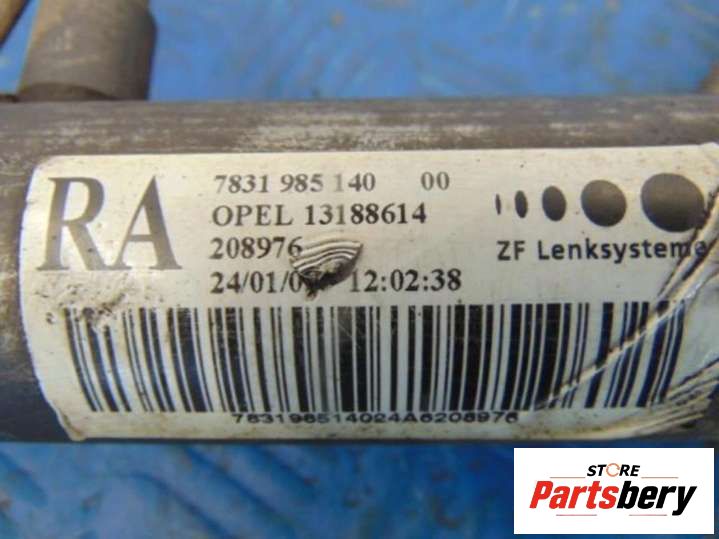 RA
7831 985 140 00
OPEL 13188614
208976
24/01/0 12:02:38
ZF Lenksysteme
783198514024A6208976
STORE
Partsbery